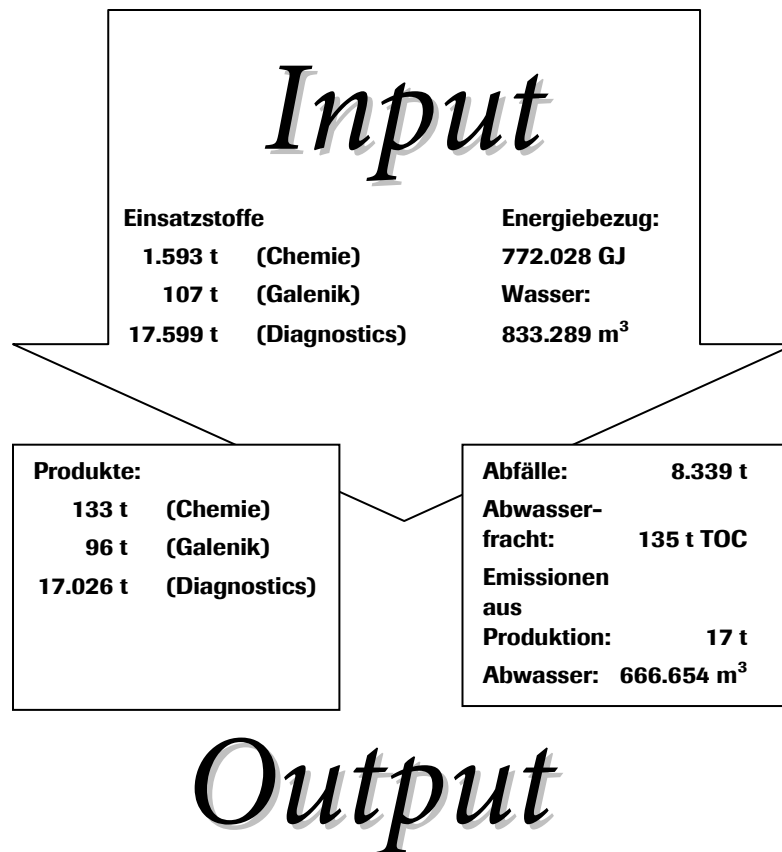 Input
Einsatzstoffe
1.593 t (Chemie)
107 t (Galenik)
17.599 t (Diagnostics)
Energiebezug:
772.028 GJ
Wasser:
833.289 m³
Produkte:
133 t (Chemie)
96 t (Galenik)
17.026 t (Diagnostics)
Abfälle: 8.339 t
Abwasser-
fracht: 135 t TOC
Emissionen
aus
Produktion: 17 t
Abwasser: 666.654 m³
Output